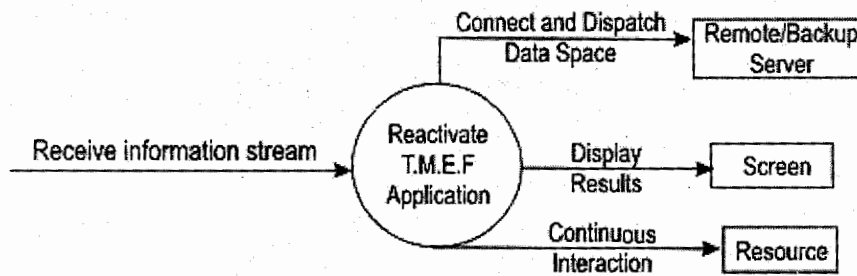 Connect and Dispatch
Data Space
Remote/Backup
Server
Receive information stream
Reactivate
T.M.E.F
Application
Display
Results
Screen
Continuous
Interaction
Resource